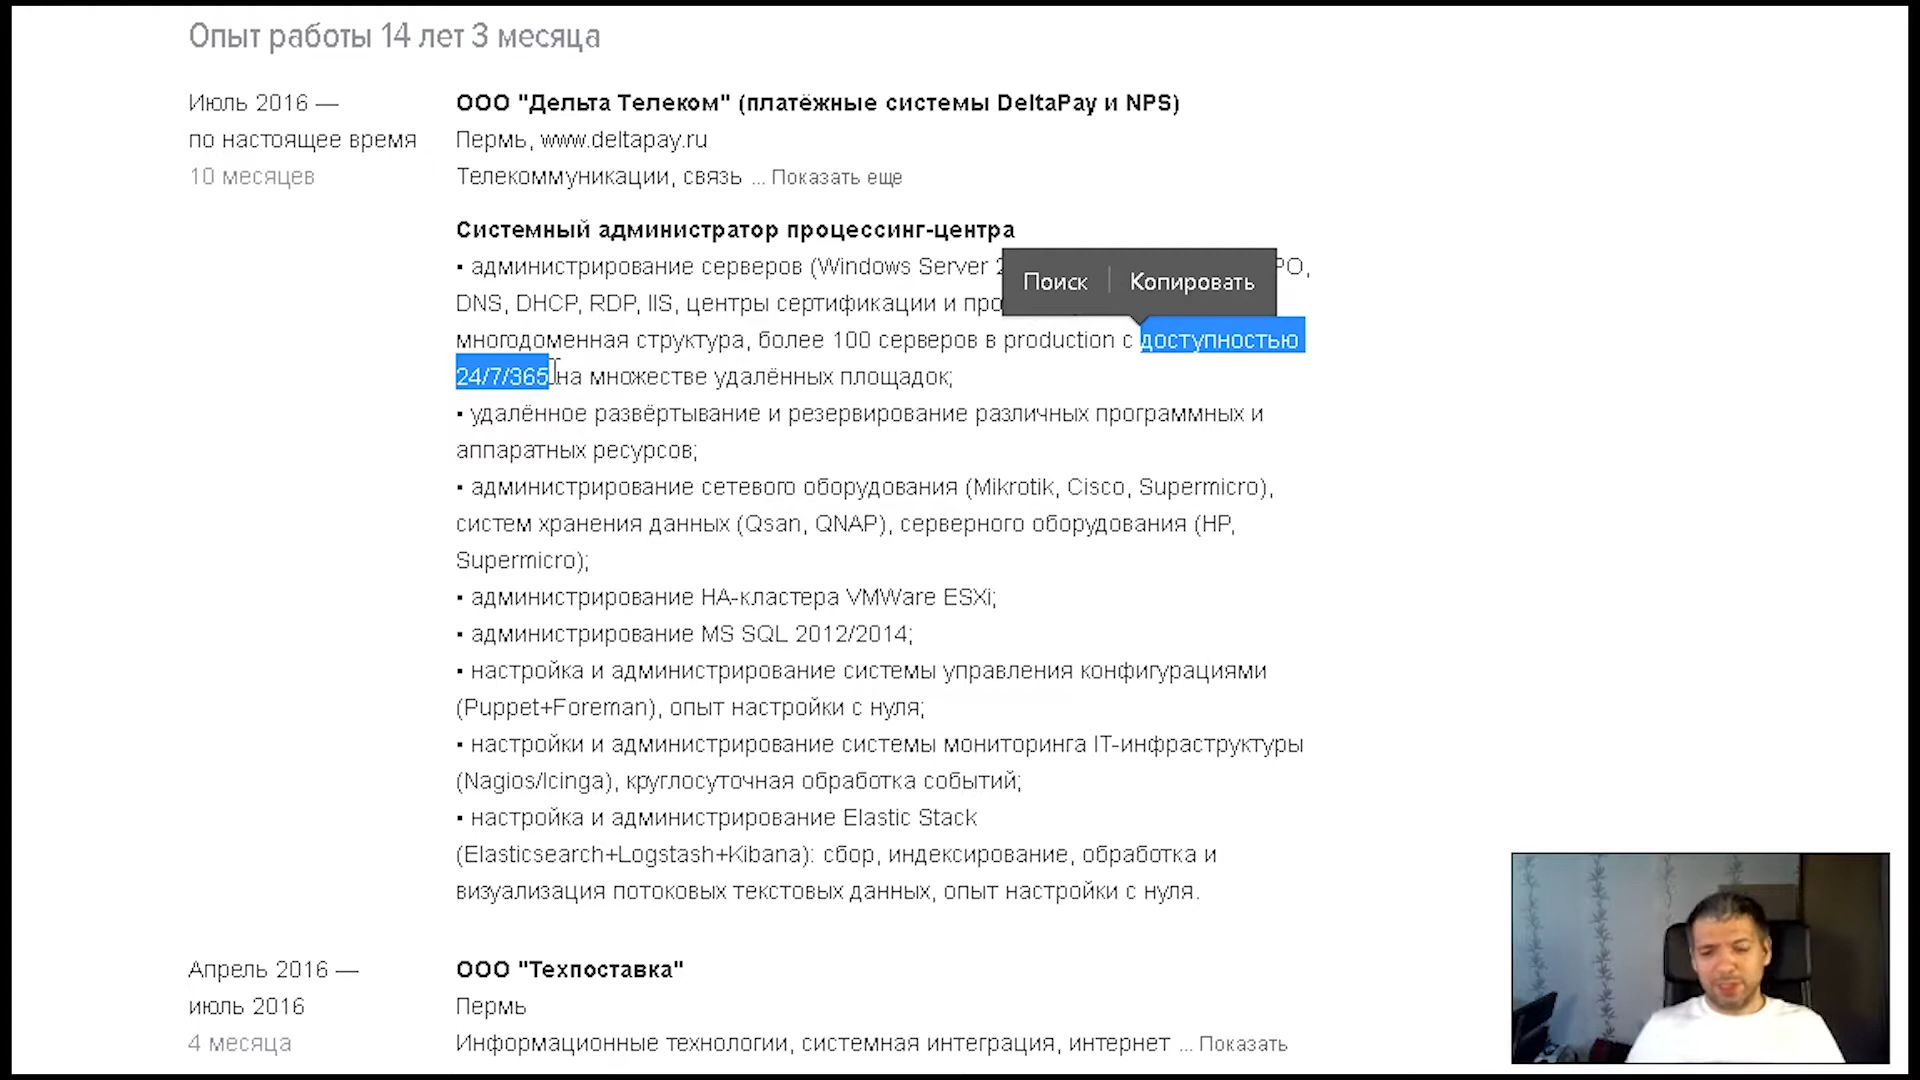 Опыт работы 14 лет 3 месяца
Июль 2016 —
по настоящее время
10 месяцев
ООО "Дельта Телеком" (платёжные системы DeltaPay и NPS)
Пермь, www.deltapay.ru
Телекоммуникации, связь ... Показать еще
Системный администратор процессинг-центра
▪ администрирование серверов (Windows Server
Поиск
Копировать
DNS, DHCP, RDP, IIS, центры сертификации и
многодоменная структура, более 100 серверов в production с доступностью
24/7/365 на множестве удалённых площадок;
▪ удалённое развёртывание и резервирование различных программных и
аппаратных ресурсов;
▪ администрирование сетевого оборудования (Mikrotik, Cisco, Supermicro),
систем хранения данных (Qsan, QNAP), серверного оборудования (HP,
Supermicro);
▪ администрирование HA-кластера VMWare ESXi;
▪ администрирование MS SQL 2012/2014;
▪ настройка и администрирование системы управления конфигурациями
(Puppet+Foreman), опыт настройки с нуля;
▪ настройки и администрирование системы мониторинга IT-инфраструктуры
(Nagios/Icinga), круглосуточная обработка событий;
▪ настройка и администрирование Elastic Stack
(Elasticsearch+Logstash+Kibana): сбор, индексирование, обработка и
визуализация потоковых текстовых данных, опыт настройки с нуля.
Апрель 2016 —
июль 2016
4 месяца
ООО "Техпоставка"
Пермь
Информационные технологии, системная интеграция, интернет ... Показать